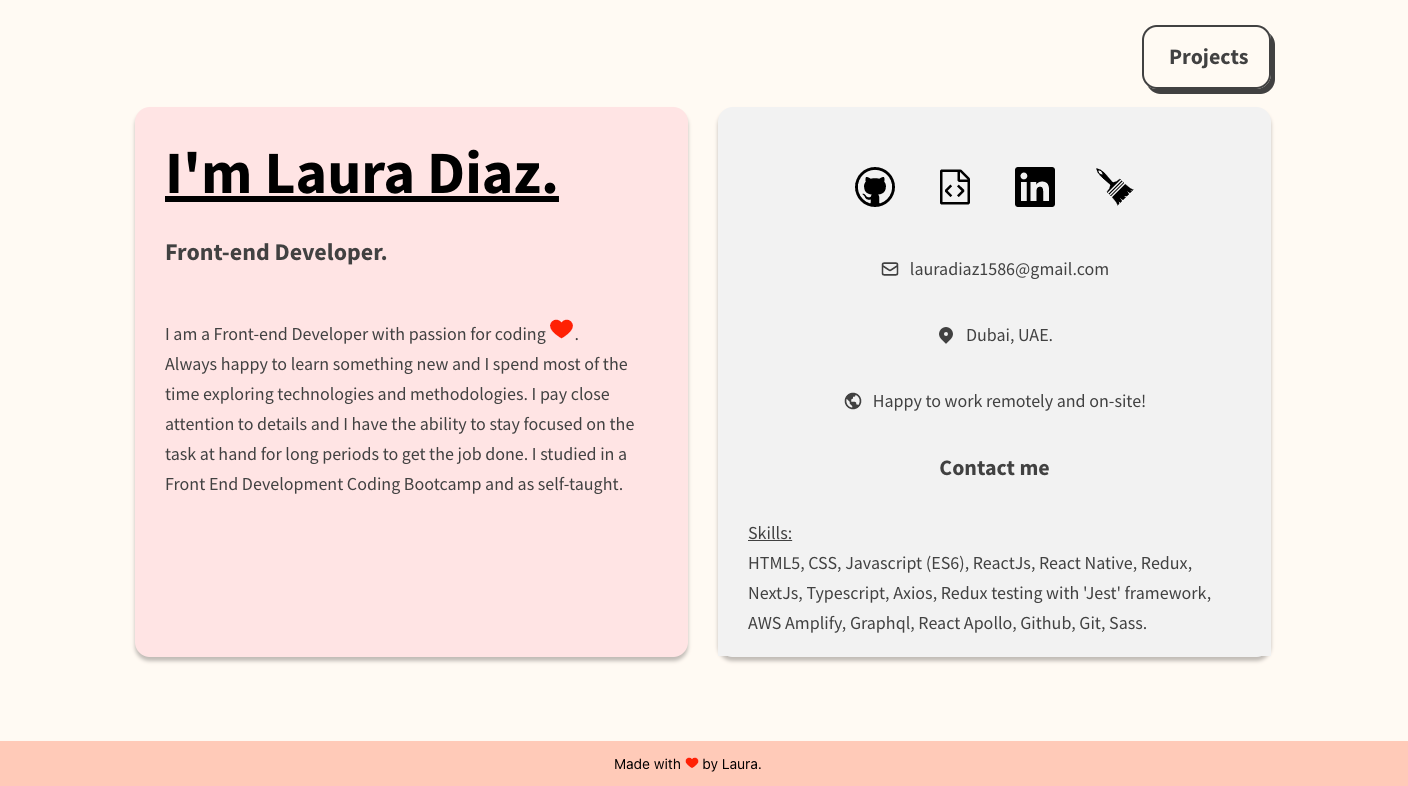 Projects
I'm Laura Diaz.
Front-end Developer.
I am a Front-end Developer with passion for coding ❤.
Always happy to learn something new and I spend most of the
time exploring technologies and methodologies. I pay close
attention to details and I have the ability to stay focused on the
task at hand for long periods to get the job done. I studied in a
Front End Development Coding Bootcamp and as self-taught.
in
lauradiaz1586@gmail.com
Dubai, UAE.
Happy to work remotely and on-site!
Contact me
Skills:
HTML5, CSS, Javascript (ES6), ReactJs, React Native, Redux,
NextJs, Typescript, Axios, Redux testing with 'Jest' framework,
AWS Amplify, Graphql, React Apollo, Github, Git, Sass.
Made with ❤ by Laura.